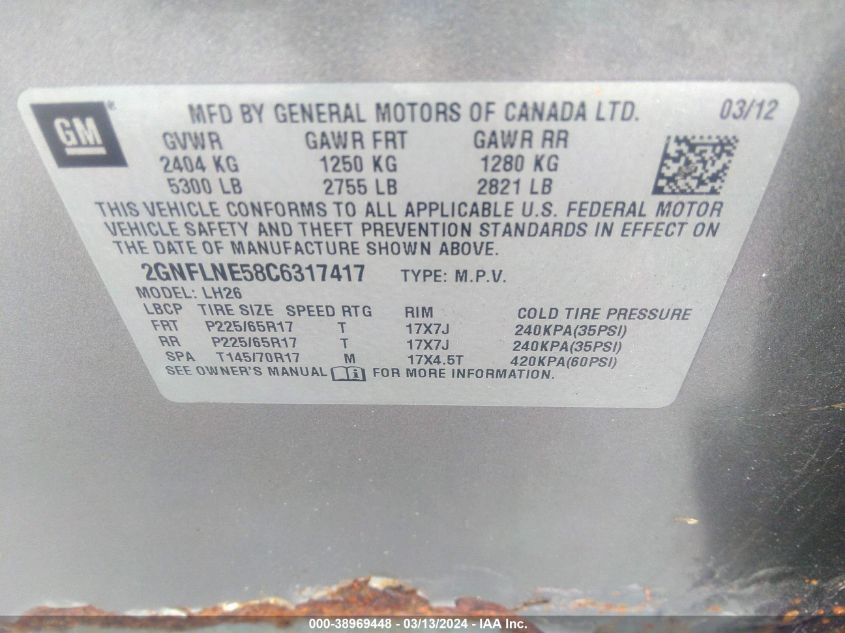 GM ® MFD BY GENERAL MOTORS OF CANADA LTD. 03/12
GVWR GAWR FRT GAWR RR
2404 KG 1250 KG 1280 KG
5300 LB 2755 LB 2821 LB
THIS VEHICLE CONFORMS TO ALL APPLICABLE U.S. FEDERAL MOTOR
VEHICLE SAFETY AND THEFT PREVENTION STANDARDS IN EFFECT ON
THE DATE OF MANUFACTURE SHOWN ABOVE.
2GNFLNE58C6317417 TYPE: M.P.V.
MODEL: LH26
LBCP TIRE SIZE SPEED RTG RIM COLD TIRE PRESSURE
FRT P225/65R17 T 17X7J 240KPA(35PSI)
RR P225/65R17 T 17X7J 240KPA(35PSI)
SPA T145/70R17 M 17X4.5T 420KPA(60PSI)
SEE OWNER'S MANUAL FOR MORE INFORMATION.
000-38969448 - 03/13/2024 - IAA Inc.